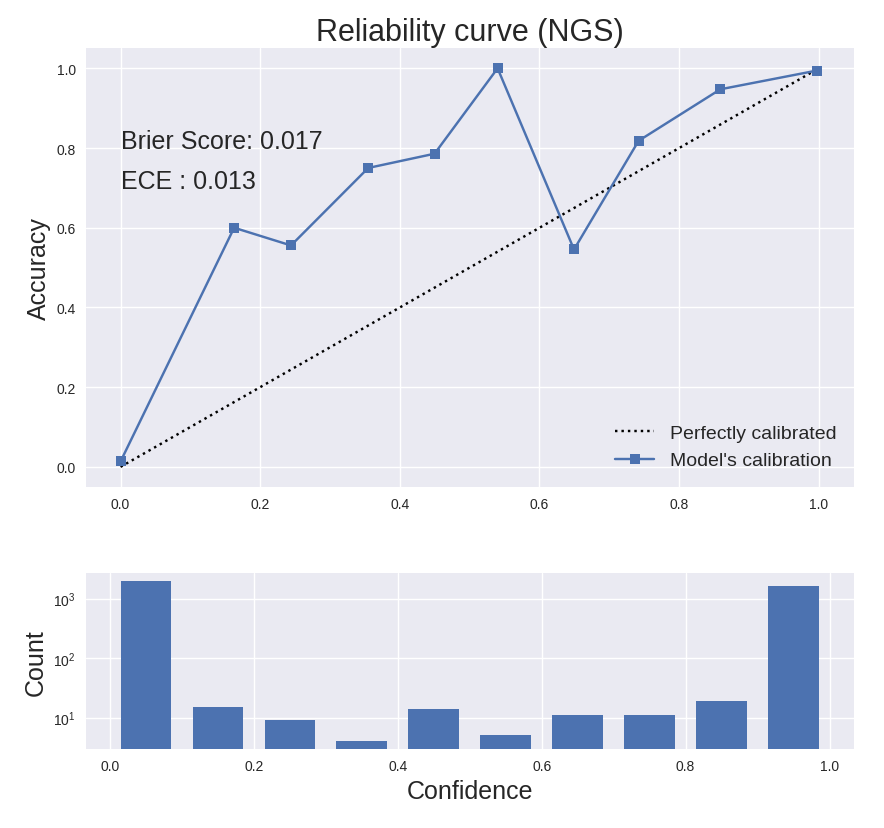 Reliability curve (NGS)
1.0
0.8
0.6
0.4
0.2
0.0
Accuracy
Brier Score: 0.017
ECE : 0.013
Perfectly calibrated
Model's calibration
0.0 0.2 0.4 0.6 0.8 1.0
10³
10²
10¹
Count
0.0 0.2 0.4 0.6 0.8 1.0
Confidence